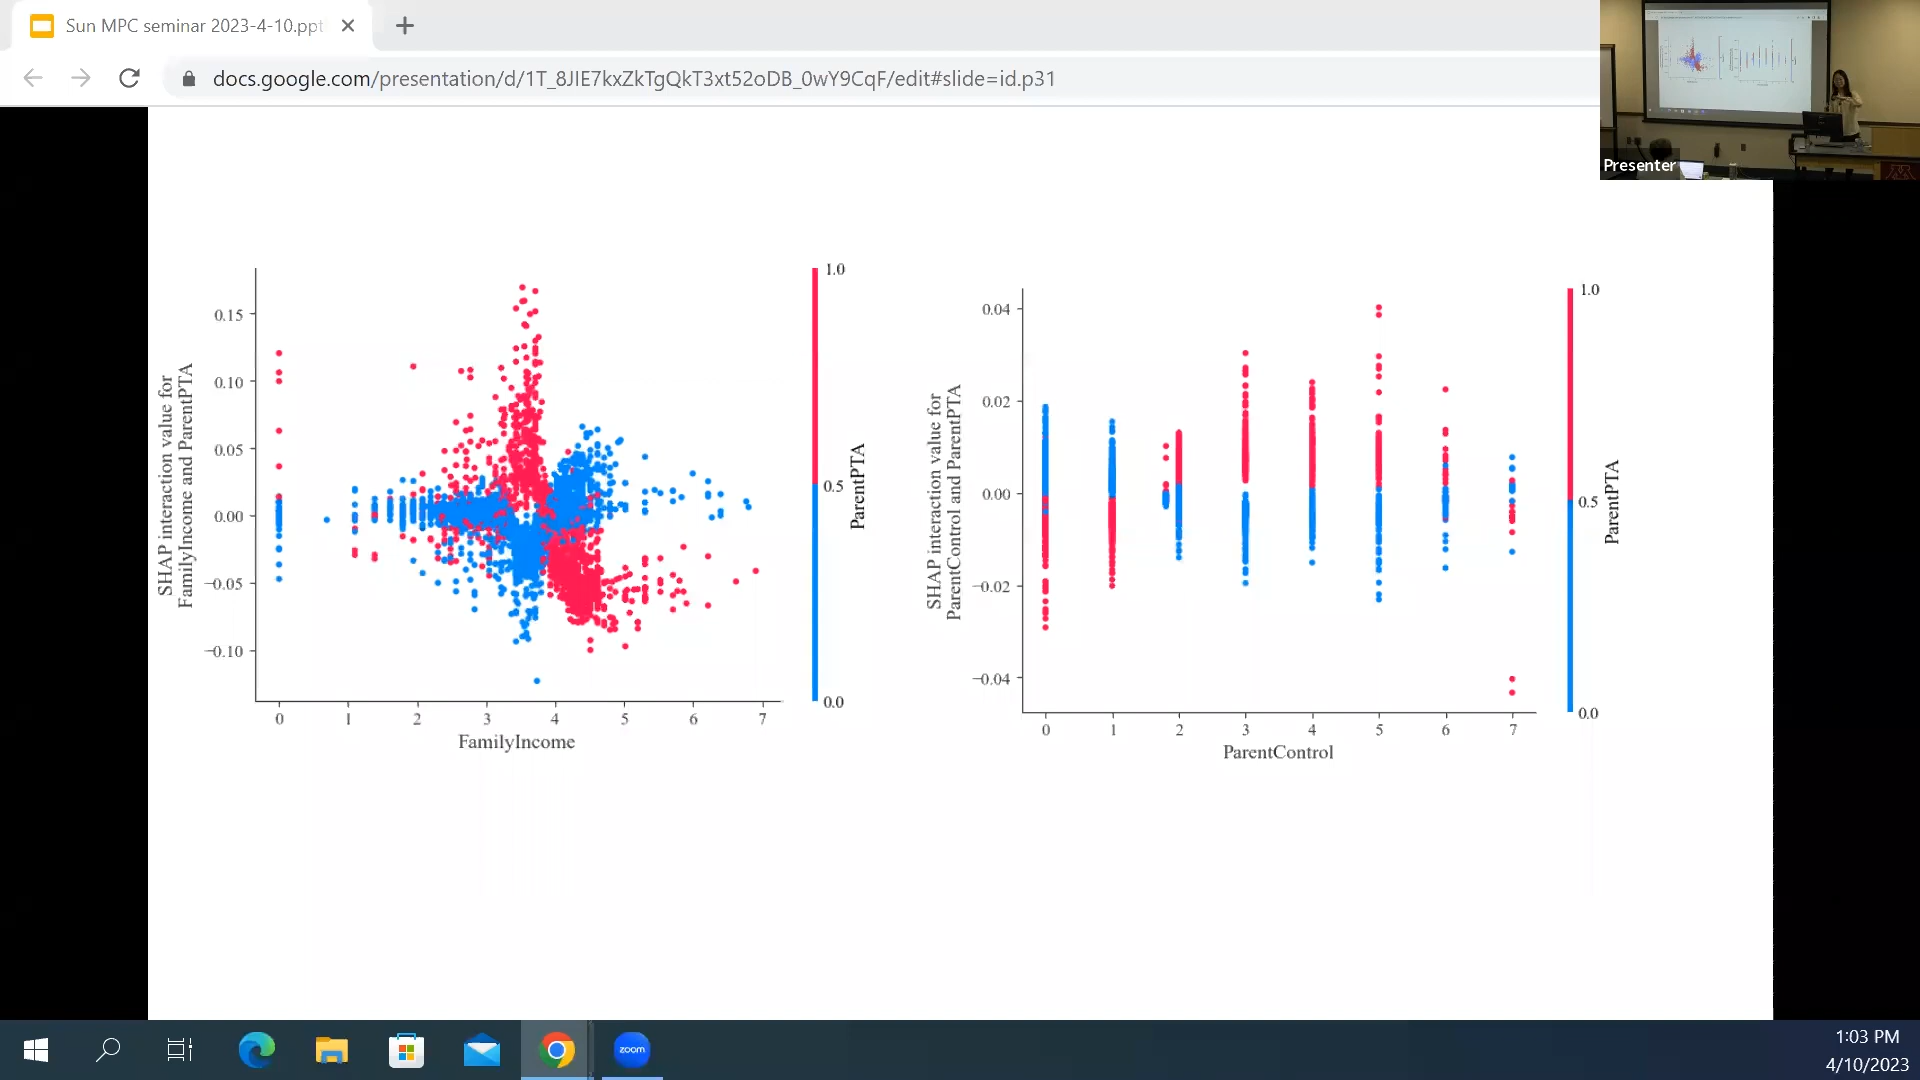 Sun MPC seminar 2023-4-10.ppt
docs.google.com/presentation/d/1T_8JIE7kxZkTgQkT3xt52oDB_0wY9CqF/edit#slide=id.p31
Presenter
SHAP interaction value for
FamilyIncome and ParentPTA
0.15
0.10
0.05
0.00
−0.05
−0.10
0
1
2
3
4
5
6
7
FamilyIncome
1.0
0.5
0.0
ParentPTA
SHAP interaction value for
ParentControl and ParentPTA
0.04
0.02
0.00
−0.02
−0.04
0
1
2
3
4
5
6
7
ParentControl
1.0
0.5
0.0
ParentPTA
zoom
1:03 PM
4/10/2023